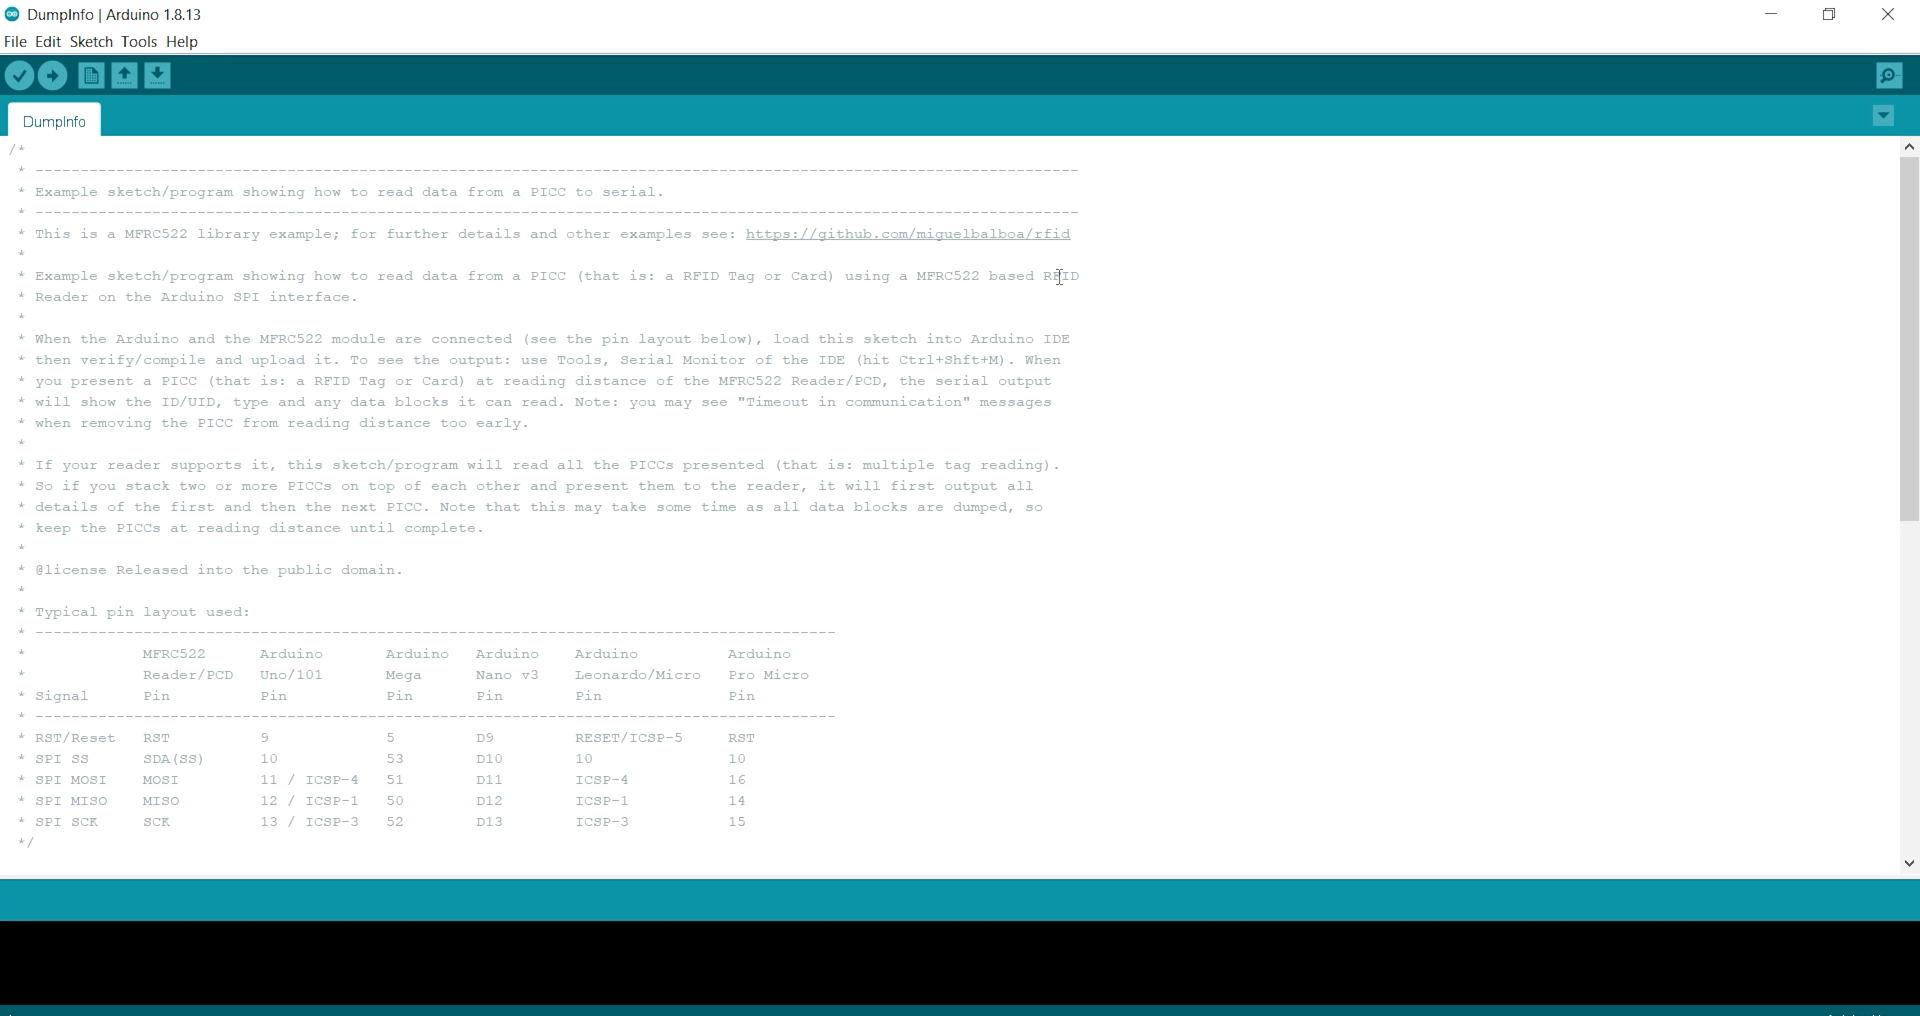 DumpInfo | Arduino 1.8.13
File Edit Sketch Tools Help
DumpInfo
/*
* --------------------------------------------------------------------------------------------------------------------
* Example sketch/program showing how to read data from a PICC to serial.
* --------------------------------------------------------------------------------------------------------------------
* This is a MFRC522 library example; for further details and other examples see: https://github.com/miguelbalboa/rfid
*
* Example sketch/program showing how to read data from a PICC (that is: a RFID Tag or Card) using a MFRC522 based RFID
* Reader on the Arduino SPI interface.
*
* When the Arduino and the MFRC522 module are connected (see the pin layout below), load this sketch into Arduino IDE
* then verify/compile and upload it. To see the output: use Tools, Serial Monitor of the IDE (hit Ctrl+Shft+M). When
* you present a PICC (that is: a RFID Tag or Card) at reading distance of the MFRC522 Reader/PCD, the serial output
* will show the ID/UID, type and any data blocks it can read. Note: you may see "Timeout in communication" messages
* when removing the PICC from reading distance too early.
*
* If your reader supports it, this sketch/program will read all the PICCs presented (that is: multiple tag reading).
* So if you stack two or more PICCs on top of each other and present them to the reader, it will first output all
* details of the first and then the next PICC. Note that this may take some time as all data blocks are dumped, so
* keep the PICCs at reading distance until complete.
*
* @license Released into the public domain.
*
* Typical pin layout used:
* -----------------------------------------------------------------------------------------
*             MFRC522      Arduino       Arduino   Arduino    Arduino          Arduino
*             Reader/PCD   Uno/101       Mega      Nano v3    Leonardo/Micro   Pro Micro
* Signal      Pin          Pin           Pin       Pin        Pin              Pin
* -----------------------------------------------------------------------------------------
* RST/Reset   RST          9             5         D9         RESET/ICSP-5     RST
* SPI SS      SDA(SS)      10            53        D10        10               10
* SPI MOSI    MOSI         11 / ICSP-4   51        D11        ICSP-4           16
* SPI MISO    MISO         12 / ICSP-1   50        D12        ICSP-1           14
* SPI SCK     SCK          13 / ICSP-3   52        D13        ICSP-3           15
*/